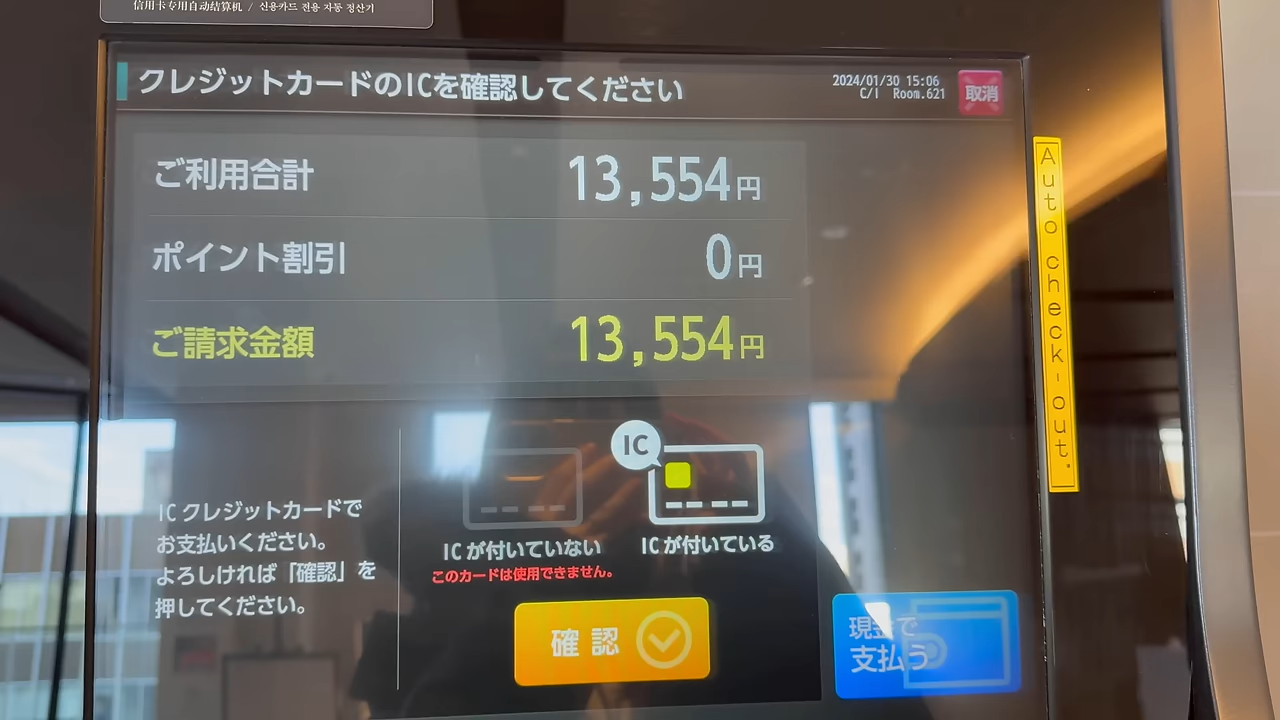 信用卡专用自动结算机 / 신용카드 전용 자동 정산기
クレジットカードのICを確認してください
2024/01/30 15:06
C/I Room.621
取消
ご利用合計 13,554円
ポイント割引 0円
ご請求金額 13,554円
ICクレジットカードで
お支払いください。
よろしければ「確認」を
押してください。
IC
ICが付いていない
このカードは使用できません。
ICが付いている
確認
現金で
支払う
Auto check-out.